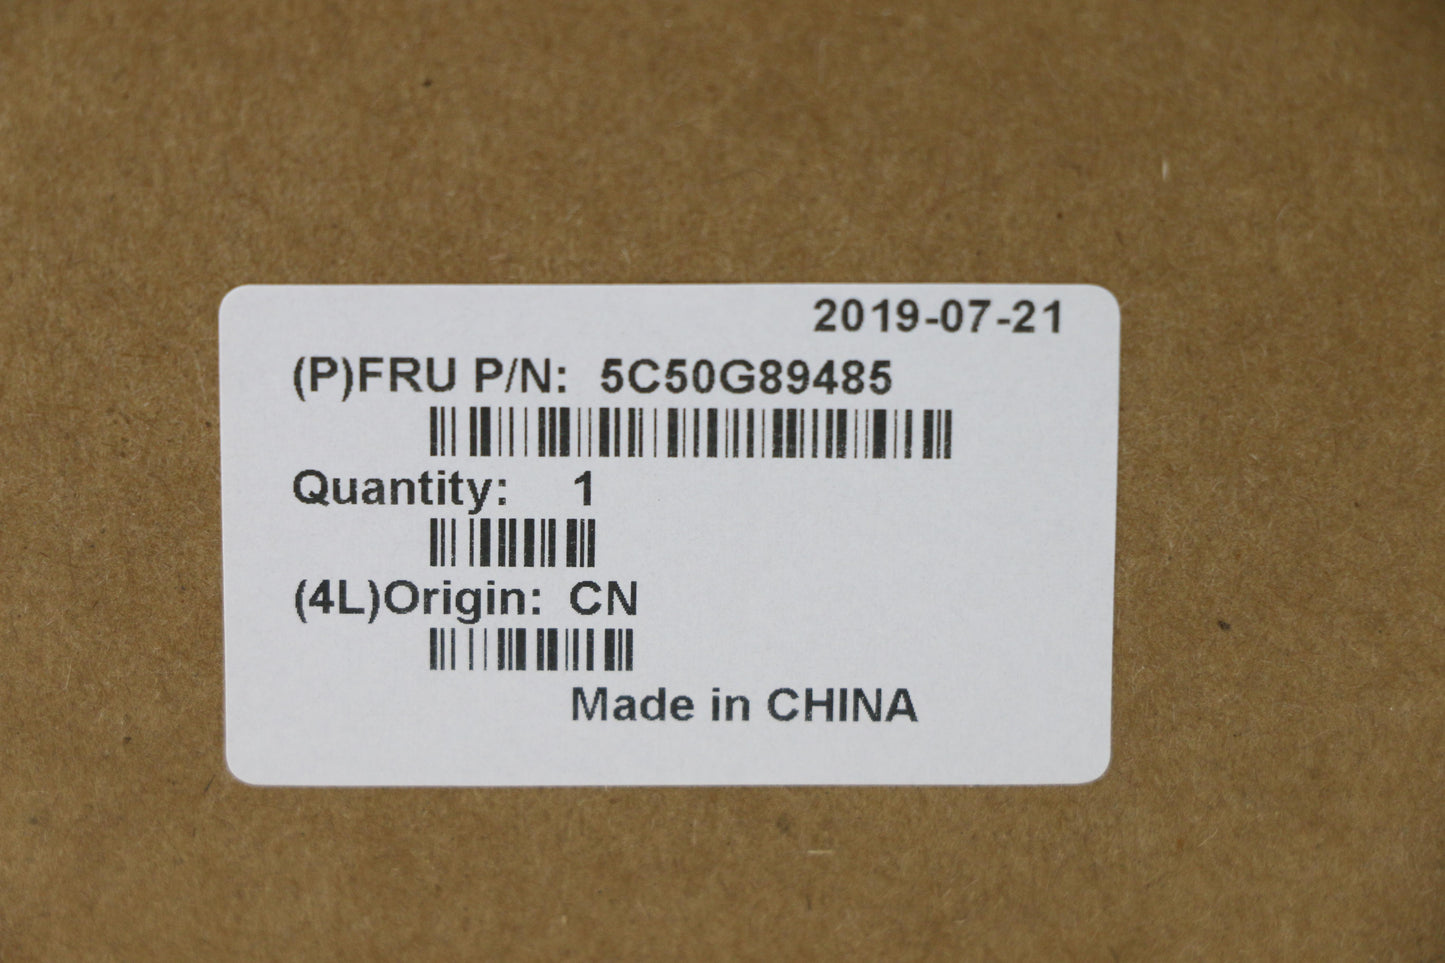 2019-07-21
(P)FRU P/N: 5C50G89485
Quantity: 1
(4L)Origin: CN
Made in CHINA